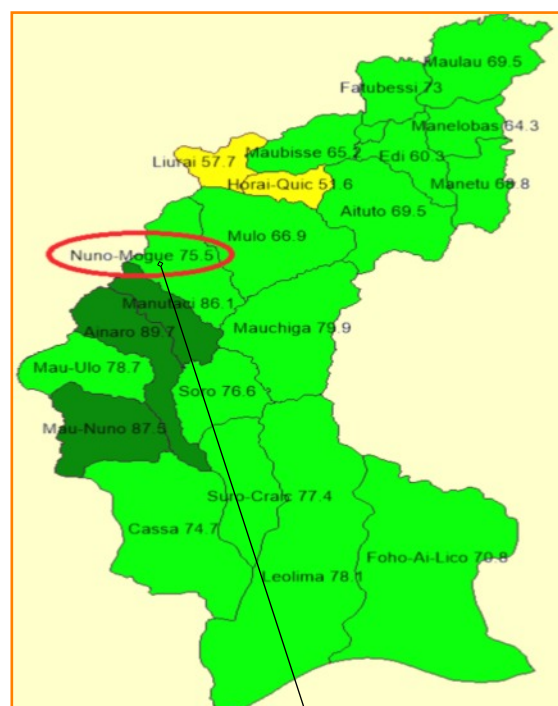 Maulau 69.5
Fatubessi 73
Manelobas 64.3
Maubisse 65.2
Edi 60.3
Liurai 57.7
Horai-Quic 51.6
Manetu 68.8
Aituto 69.5
Mulo 66.9
Nuno-Mogue 75.5
Manutaci 86.1
Ainaro 89.7
Mauchiga 79.9
Mau-Ulo 78.7
Soro 76.6
Mau-Nuno 87.5
Suro-Craic 77.4
Cassa 74.7
Foho-Ai-Lico 70.8
Leolima 78.1